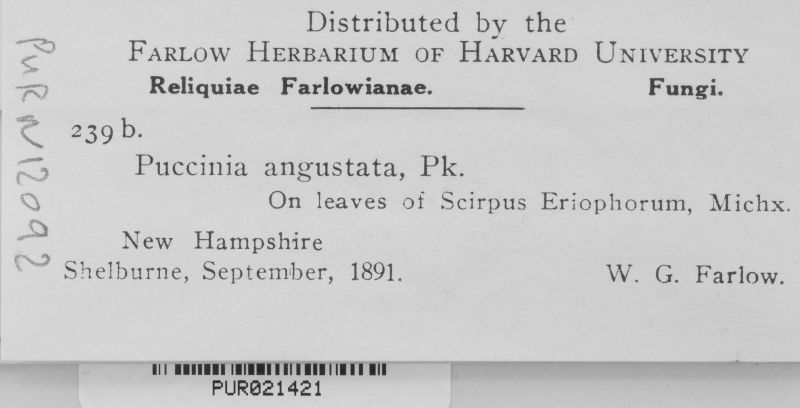 Distributed by the
FARLOW HERBARIUM OF HARVARD UNIVERSITY
Reliquiae Farlowianae. Fungi.
239 b.
Puccinia angustata, Pk.
On leaves of Scirpus Eriophorum, Michx.
New Hampshire
Shelburne, September, 1891. W. G. Farlow.
PUR N12092
PUR021421